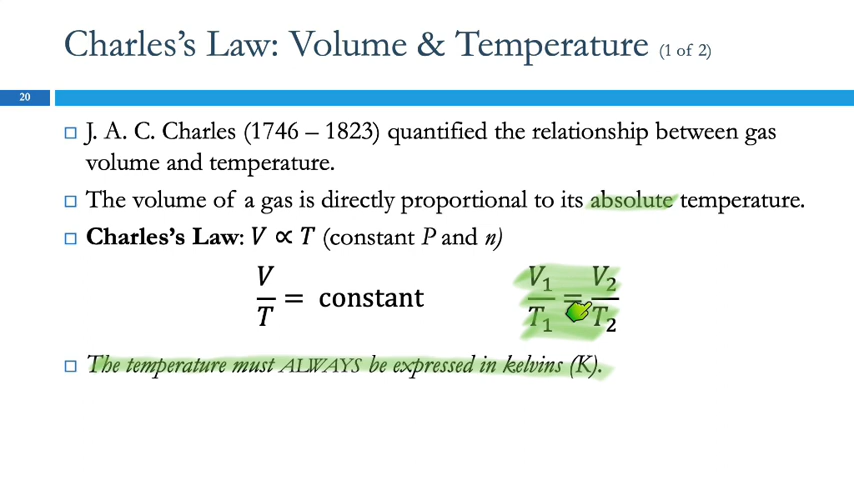 Charles's Law: Volume & Temperature (1 of 2)
20
J. A. C. Charles (1746 – 1823) quantified the relationship between gas
volume and temperature.
The volume of a gas is directly proportional to its absolute temperature.
Charles's Law: V ∝ T (constant P and n)
V/T = constant V₁/T₁ = V₂/T₂
The temperature must ALWAYS be expressed in kelvins (K).